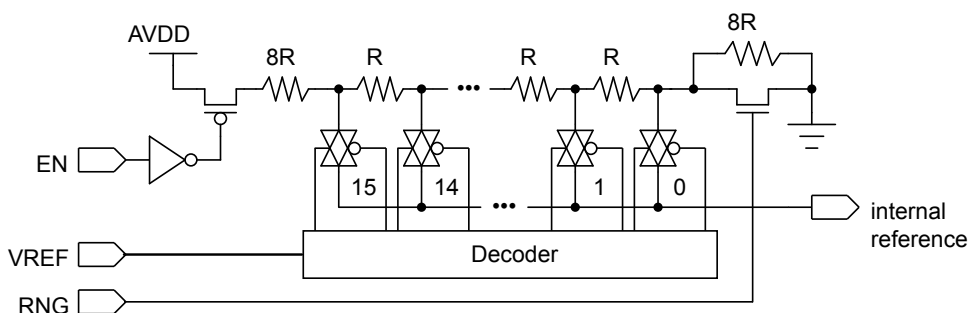 AVDD
8R
R
...
R
R
8R
EN
15
14
1
0
...
internal
reference
VREF
Decoder
RNG